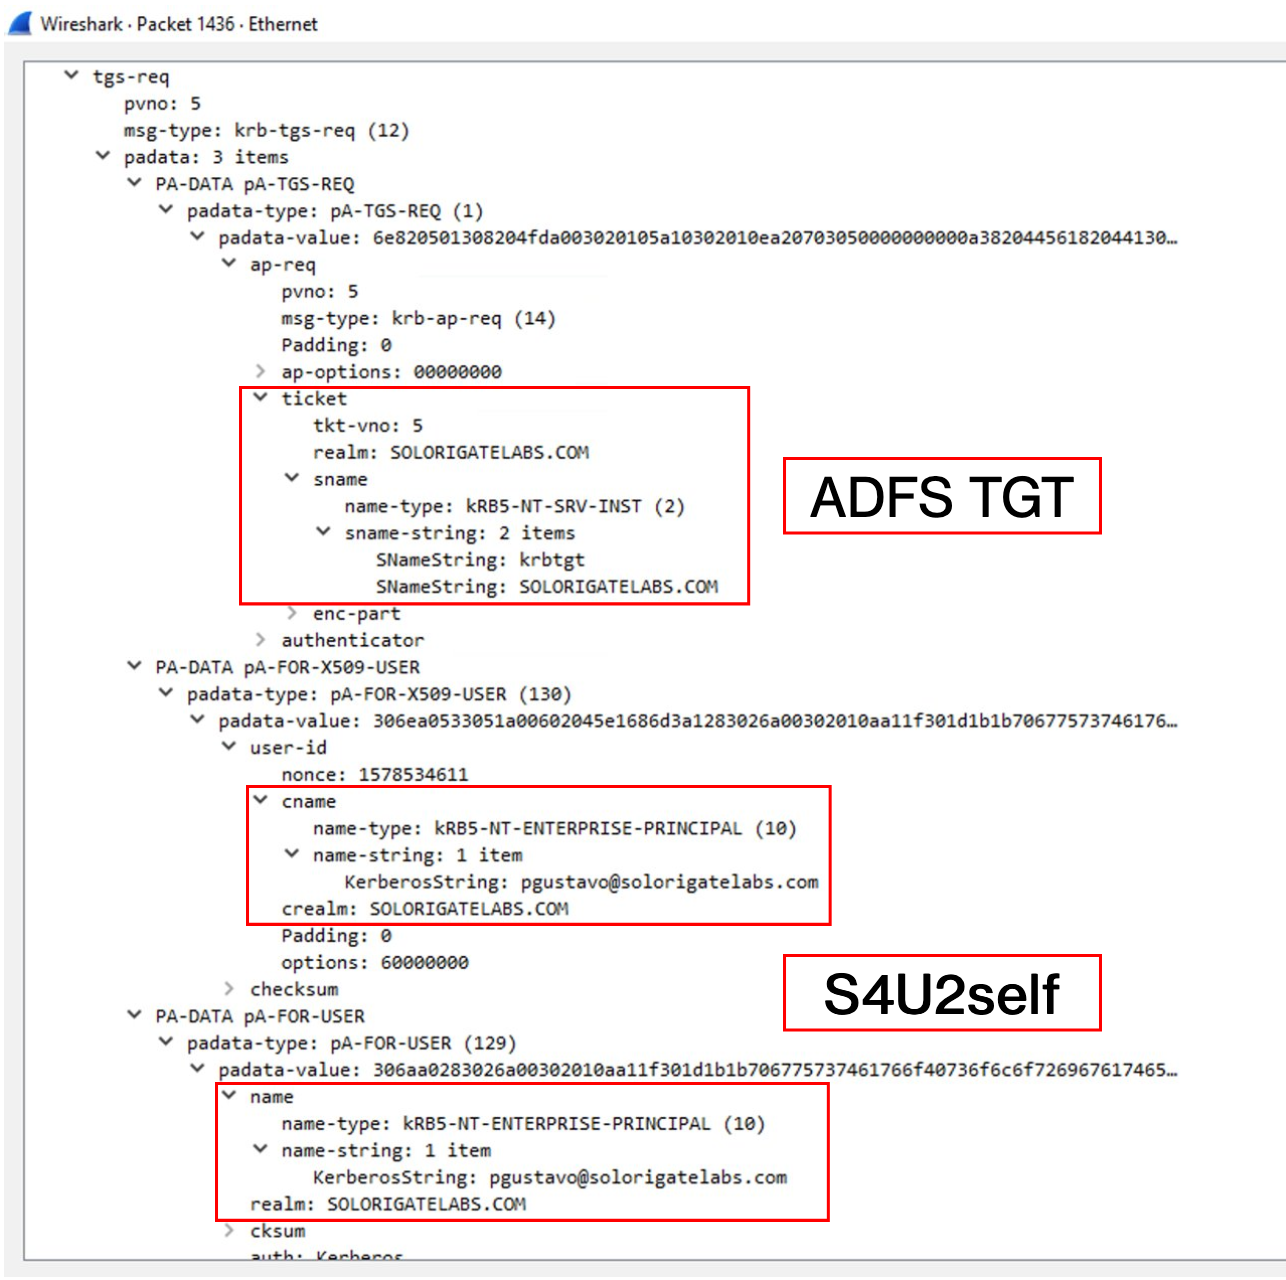 Wireshark · Packet 1436 · Ethernet
tgs-req
pvno: 5
msg-type: krb-tgs-req (12)
padata: 3 items
PA-DATA pA-TGS-REQ
padata-type: pA-TGS-REQ (1)
padata-value: 6e820501308204fda003020105a10302010ea20703050000000000a38204456182044130…
ap-req
pvno: 5
msg-type: krb-ap-req (14)
Padding: 0
ap-options: 00000000
ticket
tkt-vno: 5
realm: SOLORIGATELABS.COM
sname
name-type: kRB5-NT-SRV-INST (2)
sname-string: 2 items
SNameString: krbtgt
SNameString: SOLORIGATELABS.COM
ADFS TGT
enc-part
authenticator
PA-DATA pA-FOR-X509-USER
padata-type: pA-FOR-X509-USER (130)
padata-value: 306ea0533051a00602045e1686d3a1283026a00302010aa11f301d1b1b70677573746176…
user-id
nonce: 1578534611
cname
name-type: kRB5-NT-ENTERPRISE-PRINCIPAL (10)
name-string: 1 item
KerberosString: pgustavo@solorigatelabs.com
crealm: SOLORIGATELABS.COM
Padding: 0
options: 60000000
checksum
S4U2self
PA-DATA pA-FOR-USER
padata-type: pA-FOR-USER (129)
padata-value: 306aa0283026a00302010aa11f301d1b1b706775737461766f40736f6c6f726967617465…
name
name-type: kRB5-NT-ENTERPRISE-PRINCIPAL (10)
name-string: 1 item
KerberosString: pgustavo@solorigatelabs.com
realm: SOLORIGATELABS.COM
cksum
auth: Kerberos